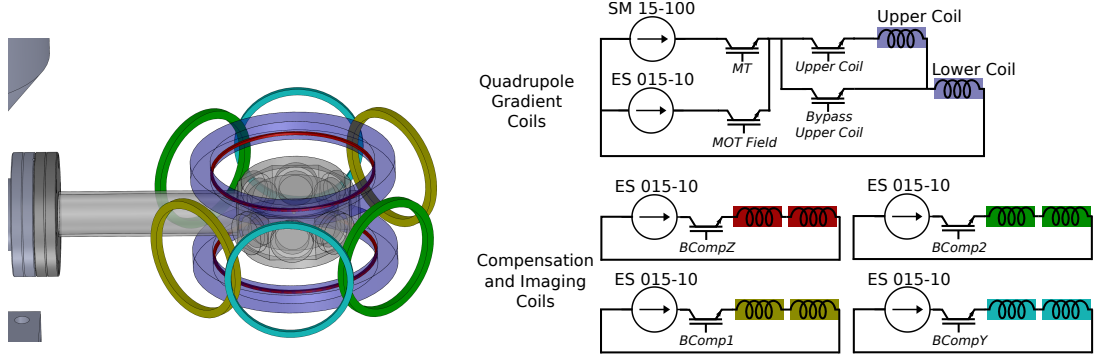 SM 15-100
Upper Coil
MT
Upper Coil
Lower Coil
ES 015-10
Quadrupole
Gradient
Coils
MOT Field
Bypass
Upper Coil
ES 015-10
ES 015-10
BCompZ
BComp2
Compensation
and Imaging
Coils
ES 015-10
ES 015-10
BComp1
BCompY